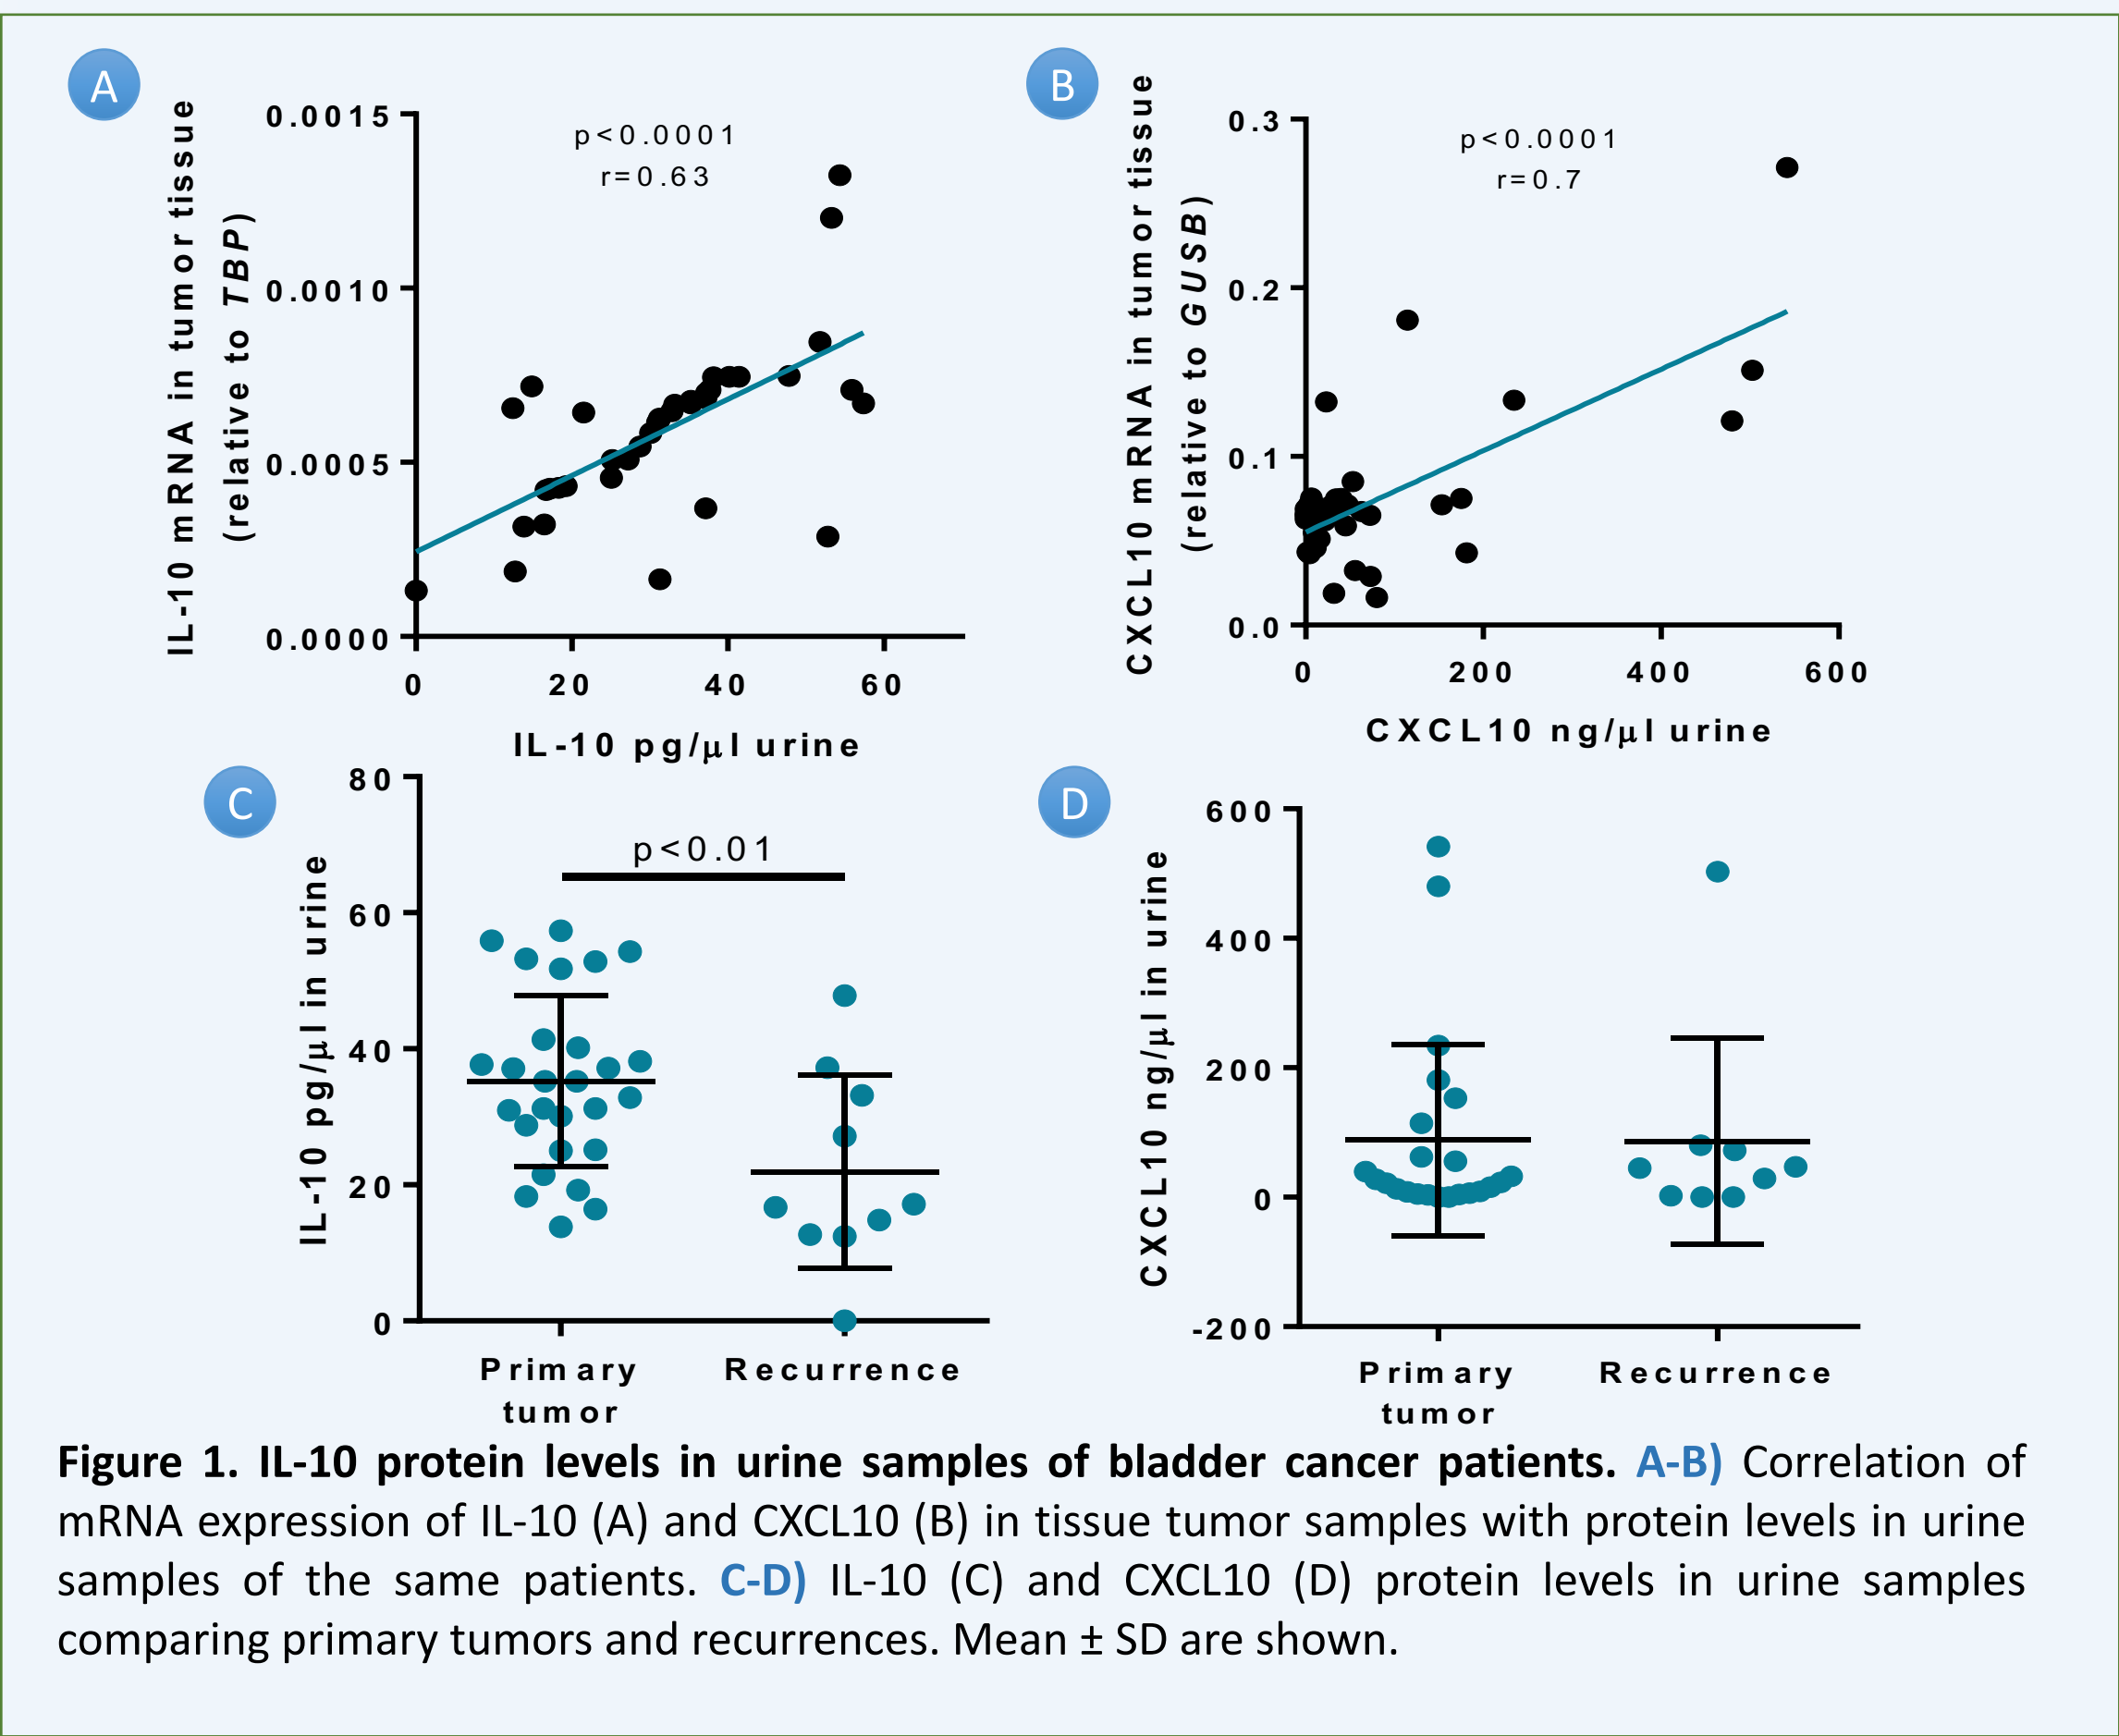 A
IL-10 mRNA in tumor tissue
(relative to TBP)
0.0015
0.0010
0.0005
0.0000
p<0.0001
r=0.63
0 20 40 60
IL-10 pg/µl urine
B
CXCL10 mRNA in tumor tissue
(relative to GUSB)
0.3
0.2
0.1
0.0
p<0.0001
r=0.7
0 200 400 600
CXCL10 ng/µl urine
C
IL-10 pg/µl in urine
80
60
40
20
0
p<0.01
Primary
tumor
Recurrence
D
CXCL10 ng/µl in urine
600
400
200
0
-200
Primary
tumor
Recurrence
Figure 1. IL-10 protein levels in urine samples of bladder cancer patients. A-B) Correlation of
mRNA expression of IL-10 (A) and CXCL10 (B) in tissue tumor samples with protein levels in urine
samples of the same patients. C-D) IL-10 (C) and CXCL10 (D) protein levels in urine samples
comparing primary tumors and recurrences. Mean ± SD are shown.